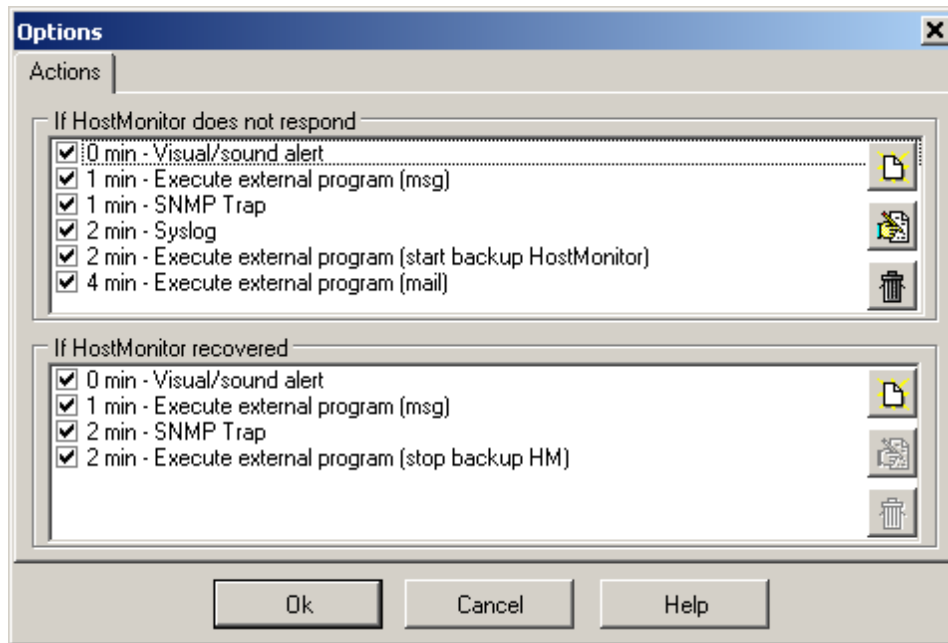 Options
Actions
If HostMonitor does not respond
0 min - Visual/sound alert
1 min - Execute external program (msg)
1 min - SNMP Trap
2 min - Syslog
2 min - Execute external program (start backup HostMonitor)
4 min - Execute external program (mail)
If HostMonitor recovered
0 min - Visual/sound alert
1 min - Execute external program (msg)
2 min - SNMP Trap
2 min - Execute external program (stop backup HM)
Ok Cancel Help